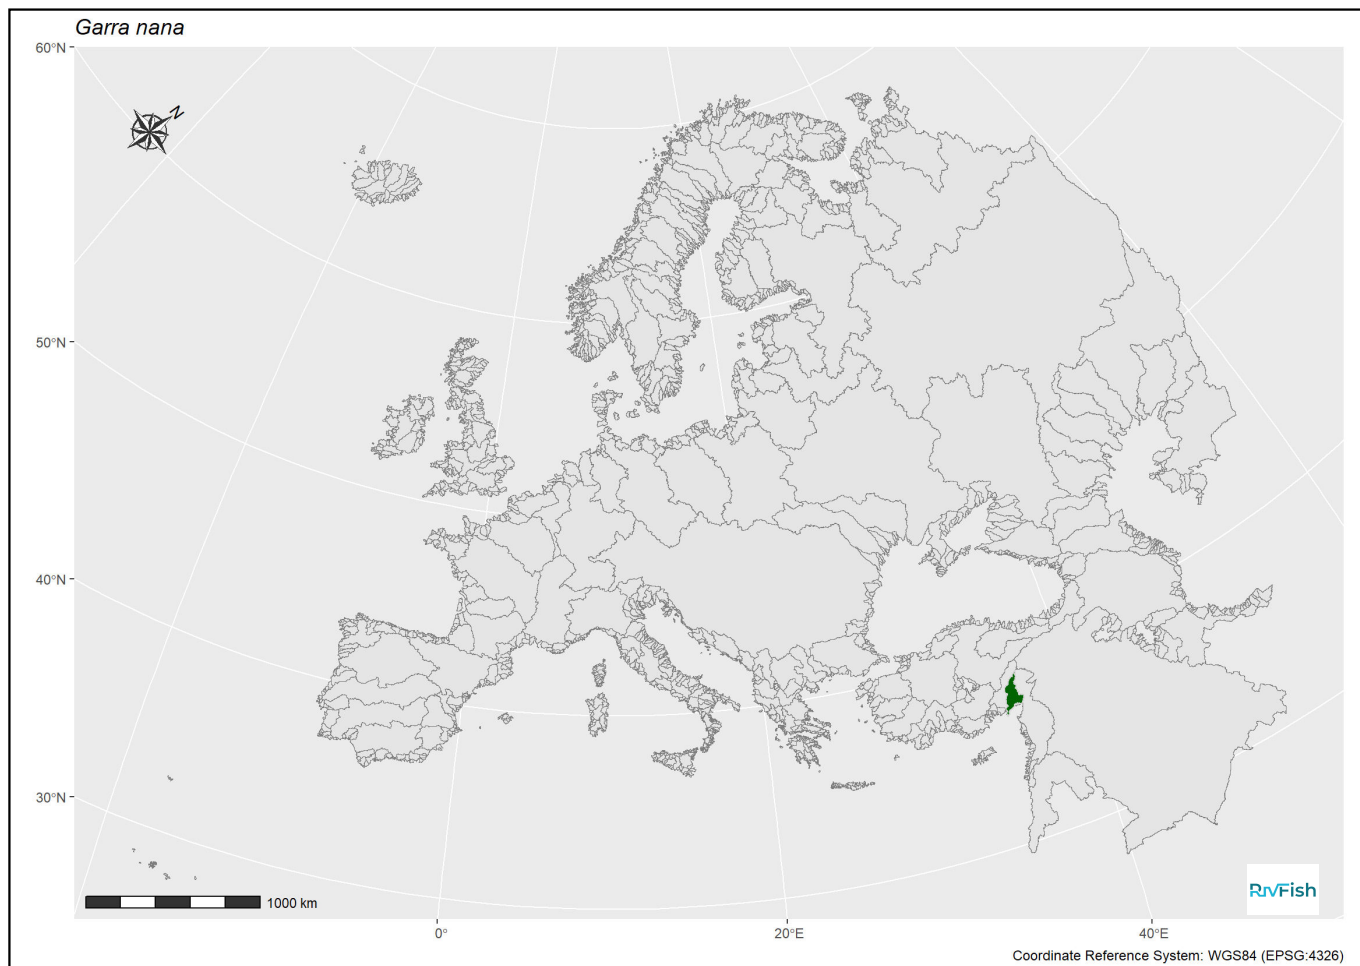 Garra nana
60°N
N
50°N
40°N
30°N
1000 km
RivFish
0°
20°E
40°E
Coordinate Reference System: WGS84 (EPSG:4326)